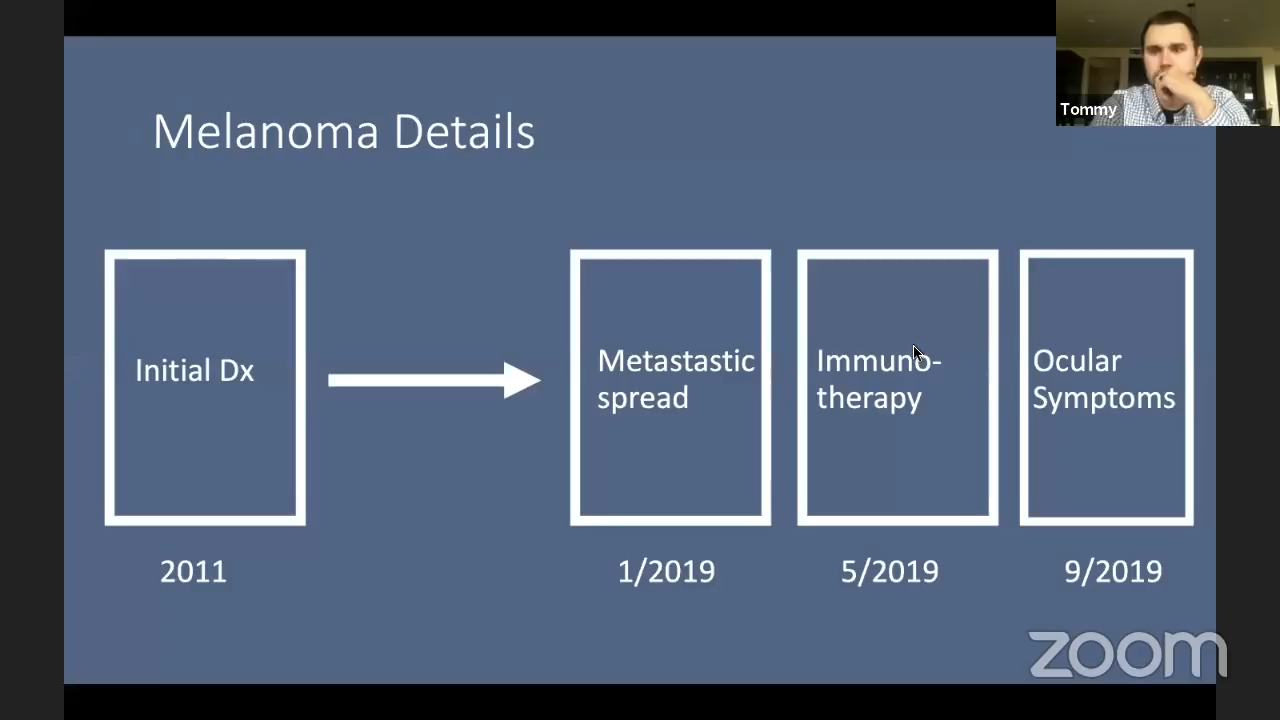 Tommy
Melanoma Details
Initial Dx
Metastastic
spread
Immuno-
therapy
Ocular
Symptoms
2011
1/2019
5/2019
9/2019
zoom